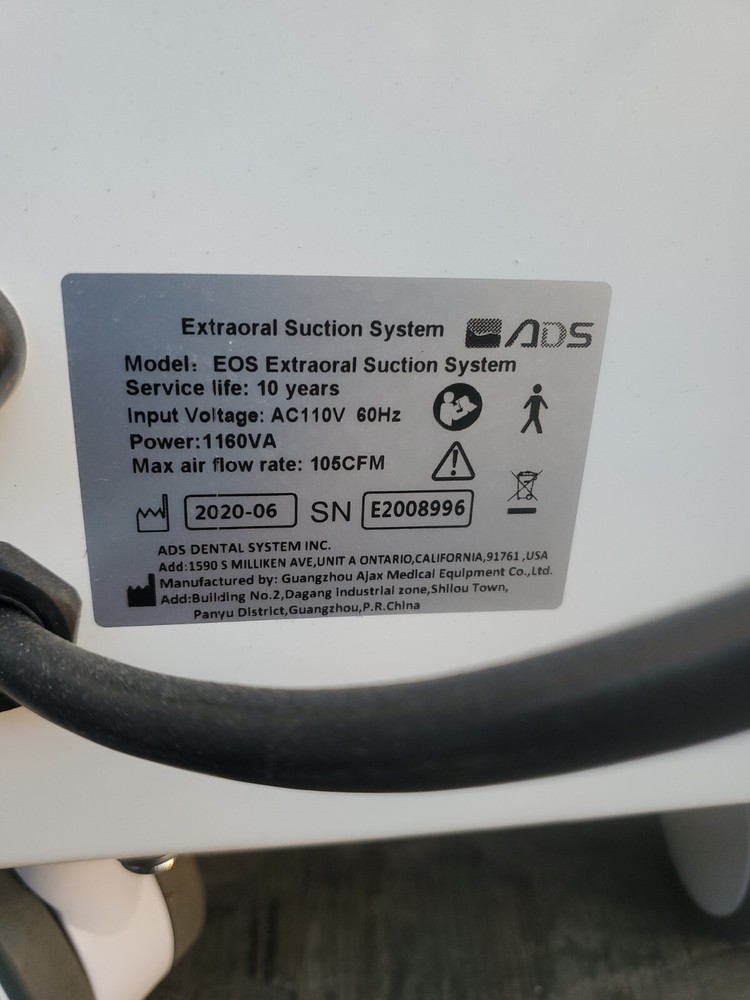 Extraoral Suction System ADS
Model: EOS Extraoral Suction System
Service life: 10 years
Input Voltage: AC110V 60Hz
Power:1160VA
Max air flow rate: 105CFM
2020-06 SN E2008996
ADS DENTAL SYSTEM INC.
Add:1590 S MILLIKEN AVE,UNIT A ONTARIO,CALIFORNIA,91761 ,USA
Manufactured by: Guangzhou Ajax Medical Equipment Co.,Ltd.
Add:Building No.2,Dagang Industrial zone,Shilou Town,
Panyu District,Guangzhou,P.R.China